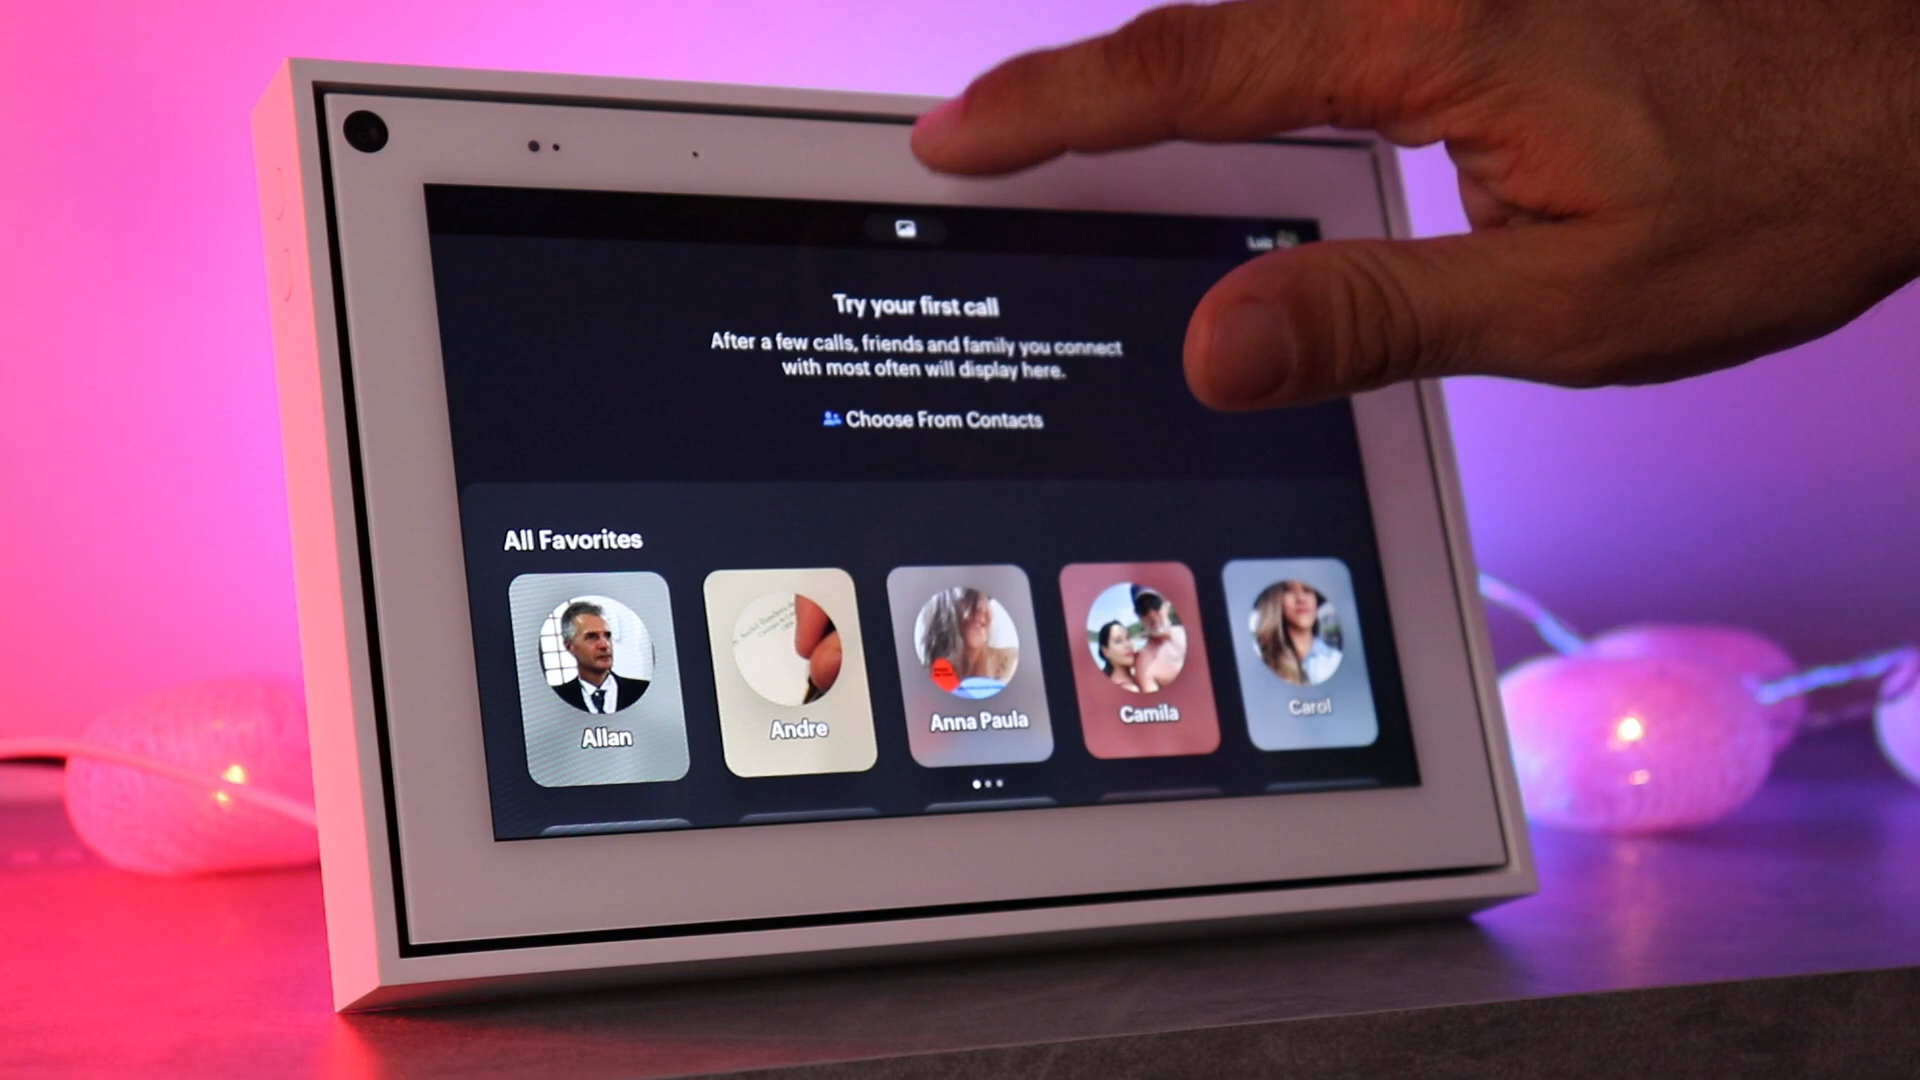 Luiz
Try your first call
After a few calls, friends and family you connect
with most often will display here.
Choose From Contacts
All Favorites
Allan
Andre
Anna Paula
Camila
Carol